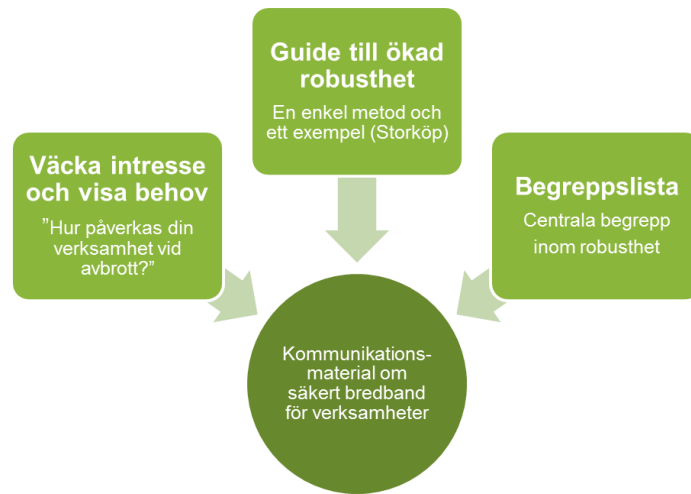 Guide till ökad
robusthet
En enkel metod och
ett exempel (Storköp)
Väcka intresse
och visa behov
”Hur påverkas din
verksamhet vid
avbrott?”
Begreppslista
Centrala begrepp
inom robusthet
Kommunikations-
material om
säkert bredband
för verksamheter